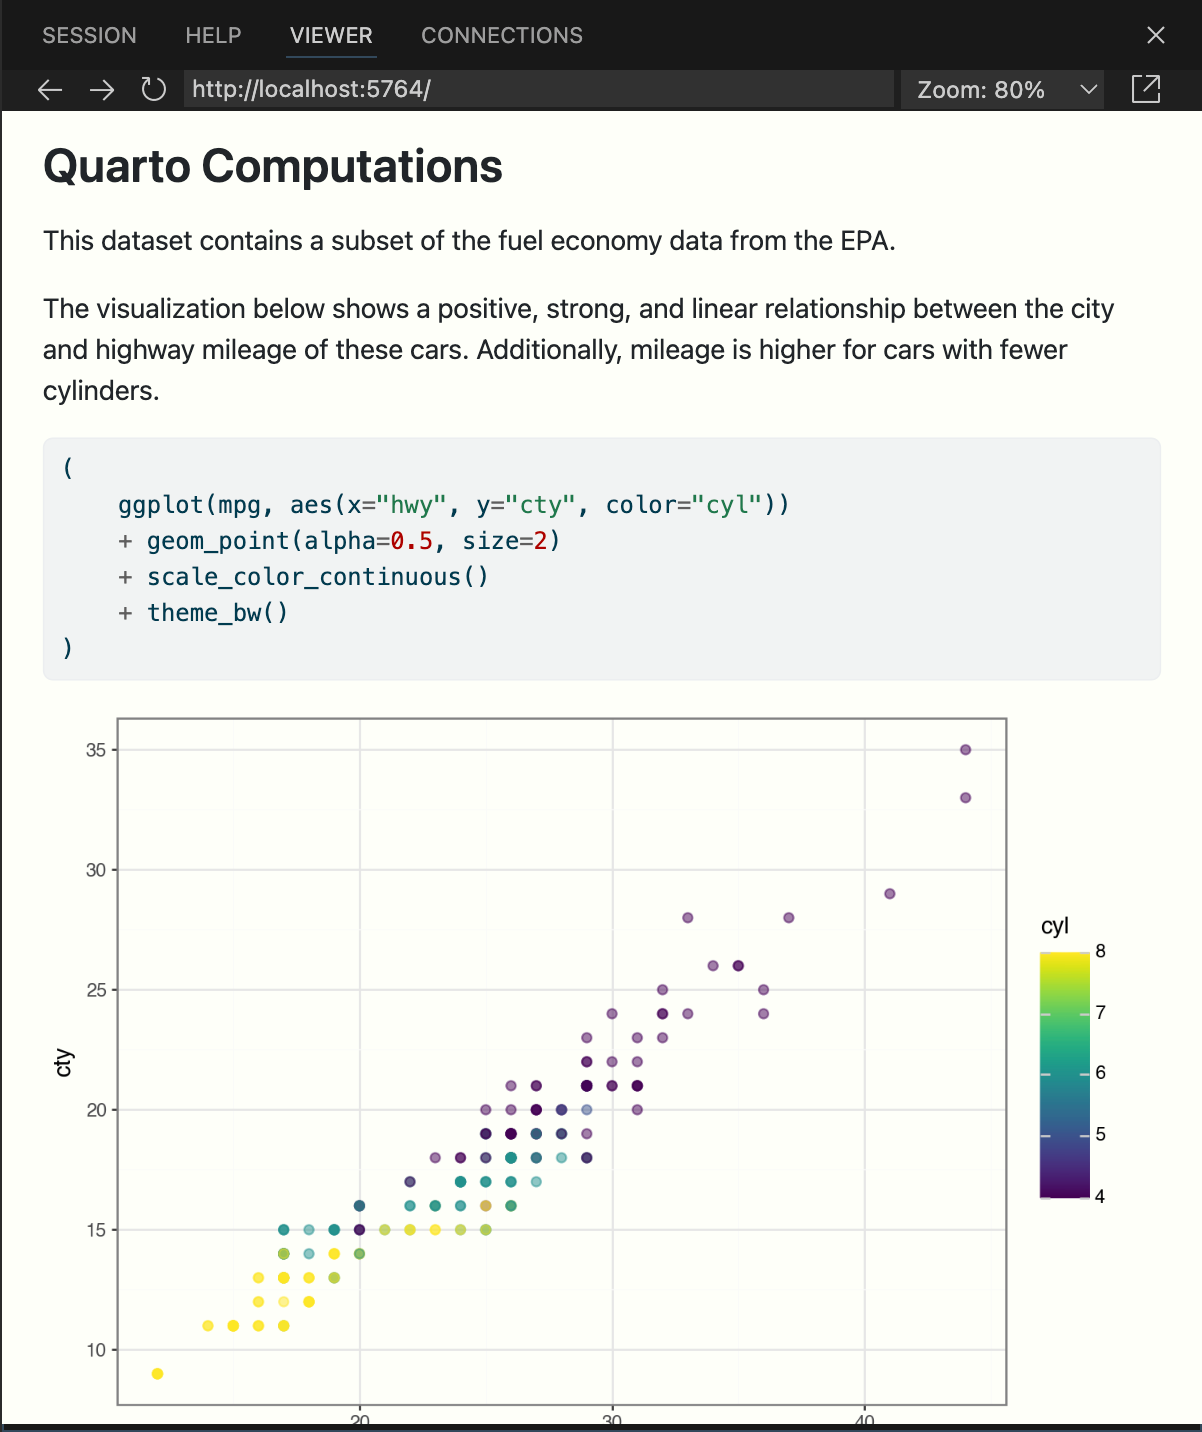 SESSION HELP VIEWER CONNECTIONS
http://localhost:5764/ Zoom: 80%
Quarto Computations
This dataset contains a subset of the fuel economy data from the EPA.
The visualization below shows a positive, strong, and linear relationship between the city
and highway mileage of these cars. Additionally, mileage is higher for cars with fewer
cylinders.
(
    ggplot(mpg, aes(x="hwy", y="cty", color="cyl"))
    + geom_point(alpha=0.5, size=2)
    + scale_color_continuous()
    + theme_bw()
)
35
30
25
20
15
10
cty
20 30 40
cyl
8
7
6
5
4